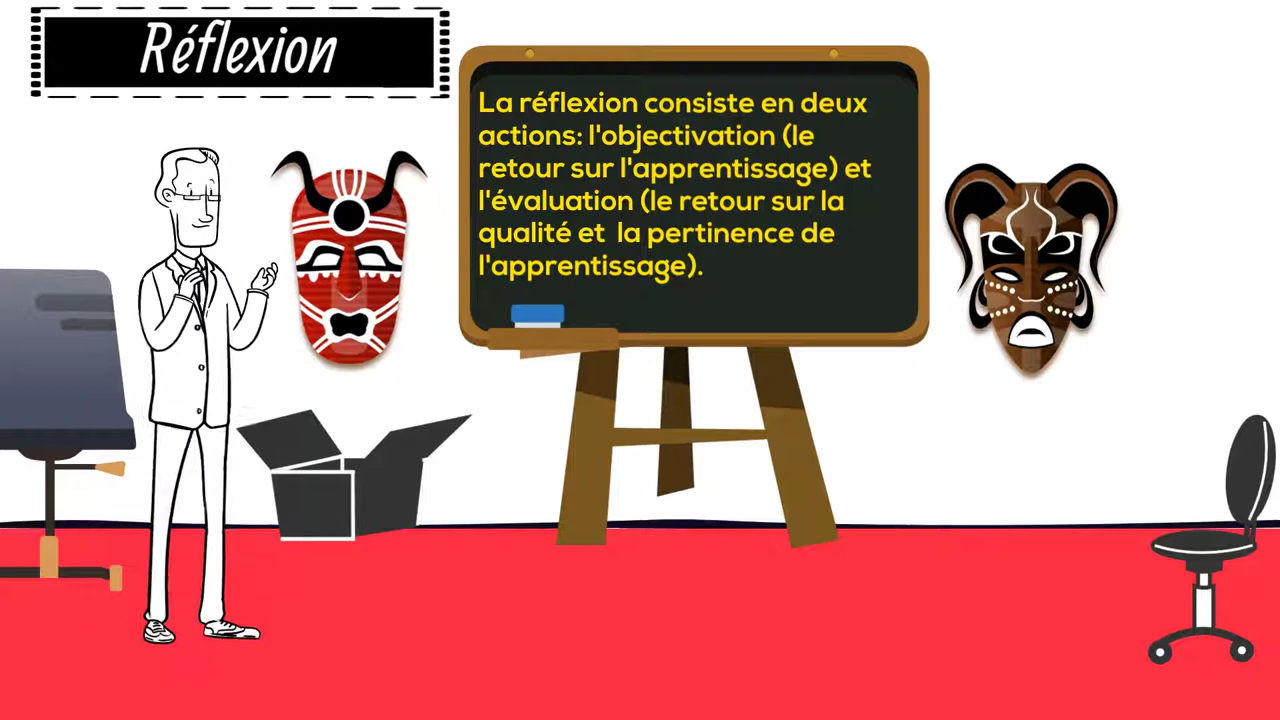 Réflexion
La réflexion consiste en deux
actions: l'objectivation (le
retour sur l'apprentissage) et
l'évaluation (le retour sur la
qualité et  la pertinence de
l'apprentissage).